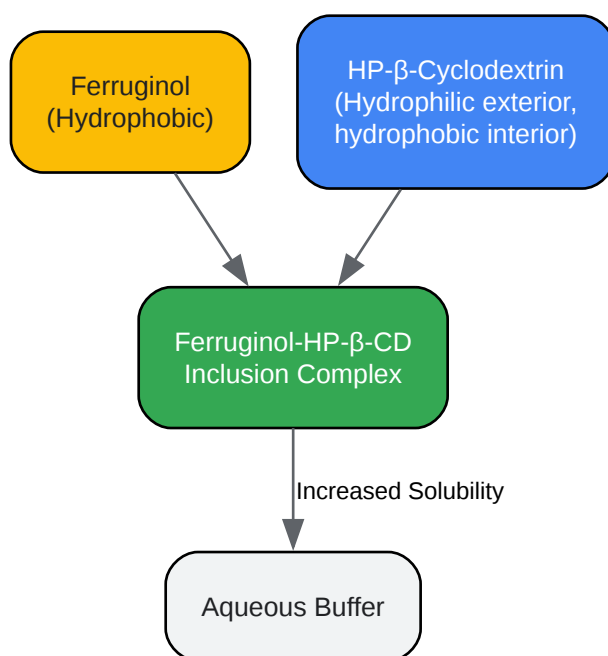 Ferruginol
(Hydrophobic)
HP-β-Cyclodextrin
(Hydrophilic exterior,
hydrophobic interior)
Ferruginol-HP-β-CD
Inclusion Complex
Increased Solubility
Aqueous Buffer